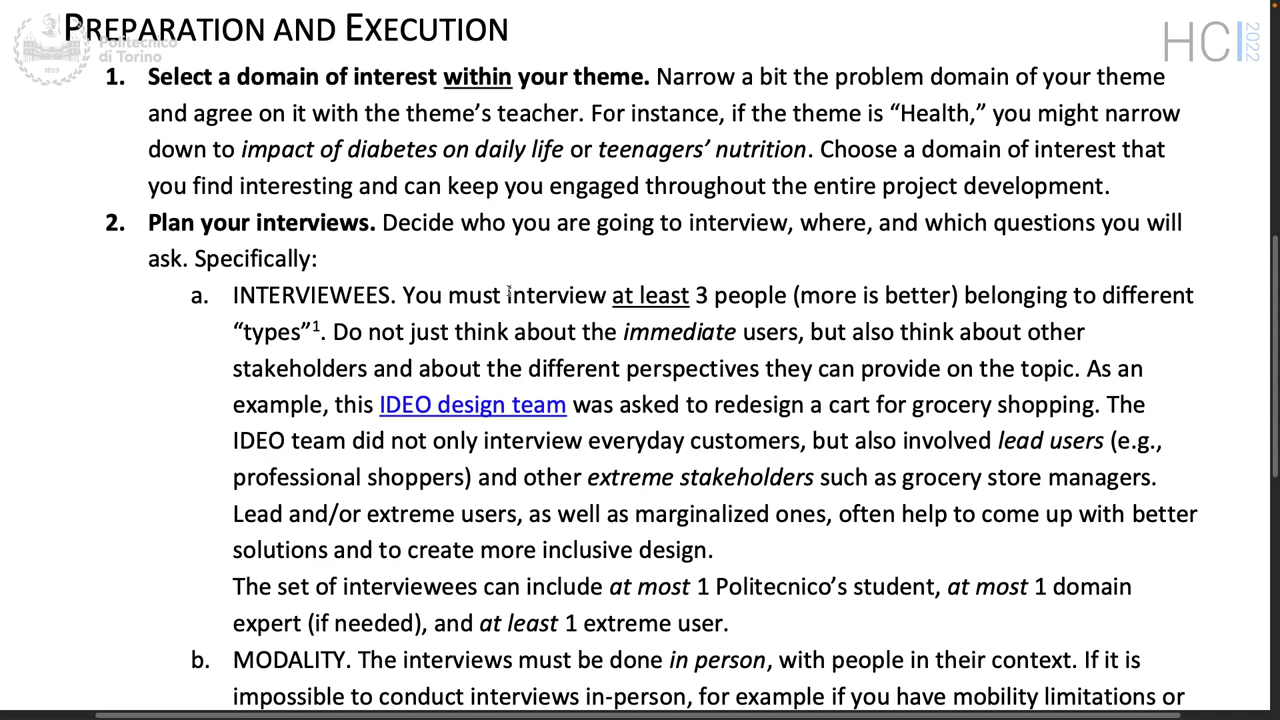 PREPARATION AND EXECUTION
Politecnico
di Torino
1859
HCI 2022
1. Select a domain of interest within your theme. Narrow a bit the problem domain of your theme
and agree on it with the theme's teacher. For instance, if the theme is “Health,” you might narrow
down to impact of diabetes on daily life or teenagers' nutrition. Choose a domain of interest that
you find interesting and can keep you engaged throughout the entire project development.
2. Plan your interviews. Decide who you are going to interview, where, and which questions you will
ask. Specifically:
a. INTERVIEWEES. You must interview at least 3 people (more is better) belonging to different
“types”1. Do not just think about the immediate users, but also think about other
stakeholders and about the different perspectives they can provide on the topic. As an
example, this IDEO design team was asked to redesign a cart for grocery shopping. The
IDEO team did not only interview everyday customers, but also involved lead users (e.g.,
professional shoppers) and other extreme stakeholders such as grocery store managers.
Lead and/or extreme users, as well as marginalized ones, often help to come up with better
solutions and to create more inclusive design.
The set of interviewees can include at most 1 Politecnico's student, at most 1 domain
expert (if needed), and at least 1 extreme user.
b. MODALITY. The interviews must be done in person, with people in their context. If it is
impossible to conduct interviews in-person, for example if you have mobility limitations or